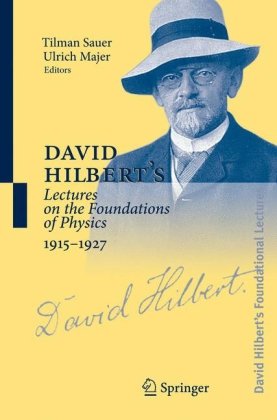 Tilman Sauer
Ulrich Majer
Editors
DAVID
HILBERT'S
Lectures
on the Foundations
of Physics
1915–1927
David Hilbert.
Springer
David Hilbert's Foundational Lecture